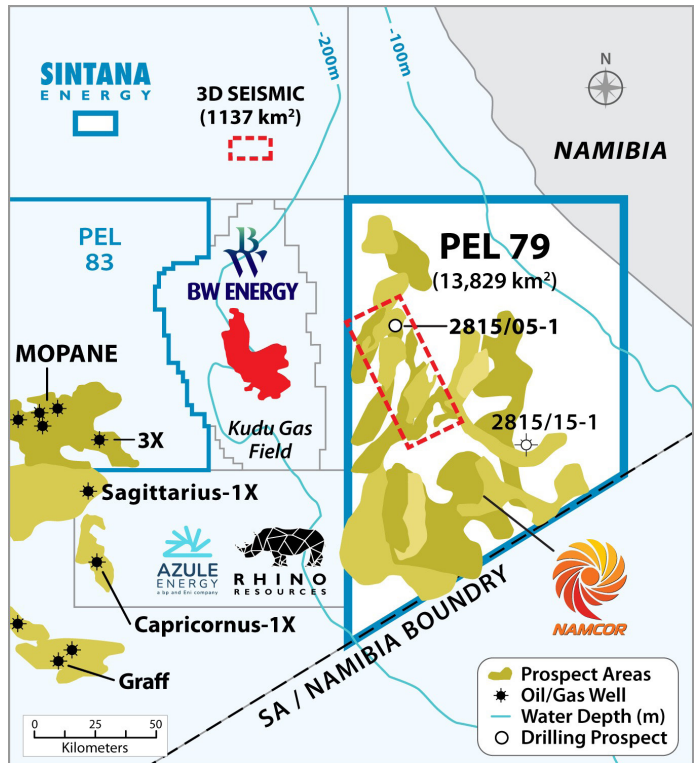 SINTANA
ENERGY
3D SEISMIC
(1137 km²)
-200m
-100m
N
NAMIBIA
PEL
83
BW ENERGY
PEL 79
(13,829 km²)
2815/05-1
MOPANE
3X
Kudu Gas
Field
2815/15-1
Sagittarius-1X
AZULE
ENERGY
a bp and Eni company
RHINO
RESOURCES
Capricornus-1X
Graff
SA / NAMIBIA BOUNDRY
NAMCOR
0 25 50
Kilometers
Prospect Areas
Oil/Gas Well
Water Depth (m)
Drilling Prospect